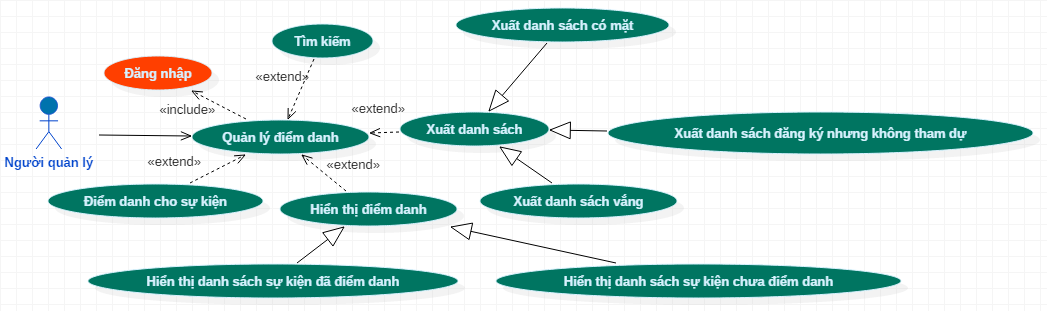 Xuất danh sách có mặt
Tìm kiếm
Đăng nhập
«extend»
«include»
«extend»
Quản lý điểm danh
Xuất danh sách
Xuất danh sách đăng ký nhưng không tham dự
Người quản lý
«extend»
«extend»
Điểm danh cho sự kiện
Hiển thị điểm danh
Xuất danh sách vắng
Hiển thị danh sách sự kiện đã điểm danh
Hiển thị danh sách sự kiện chưa điểm danh